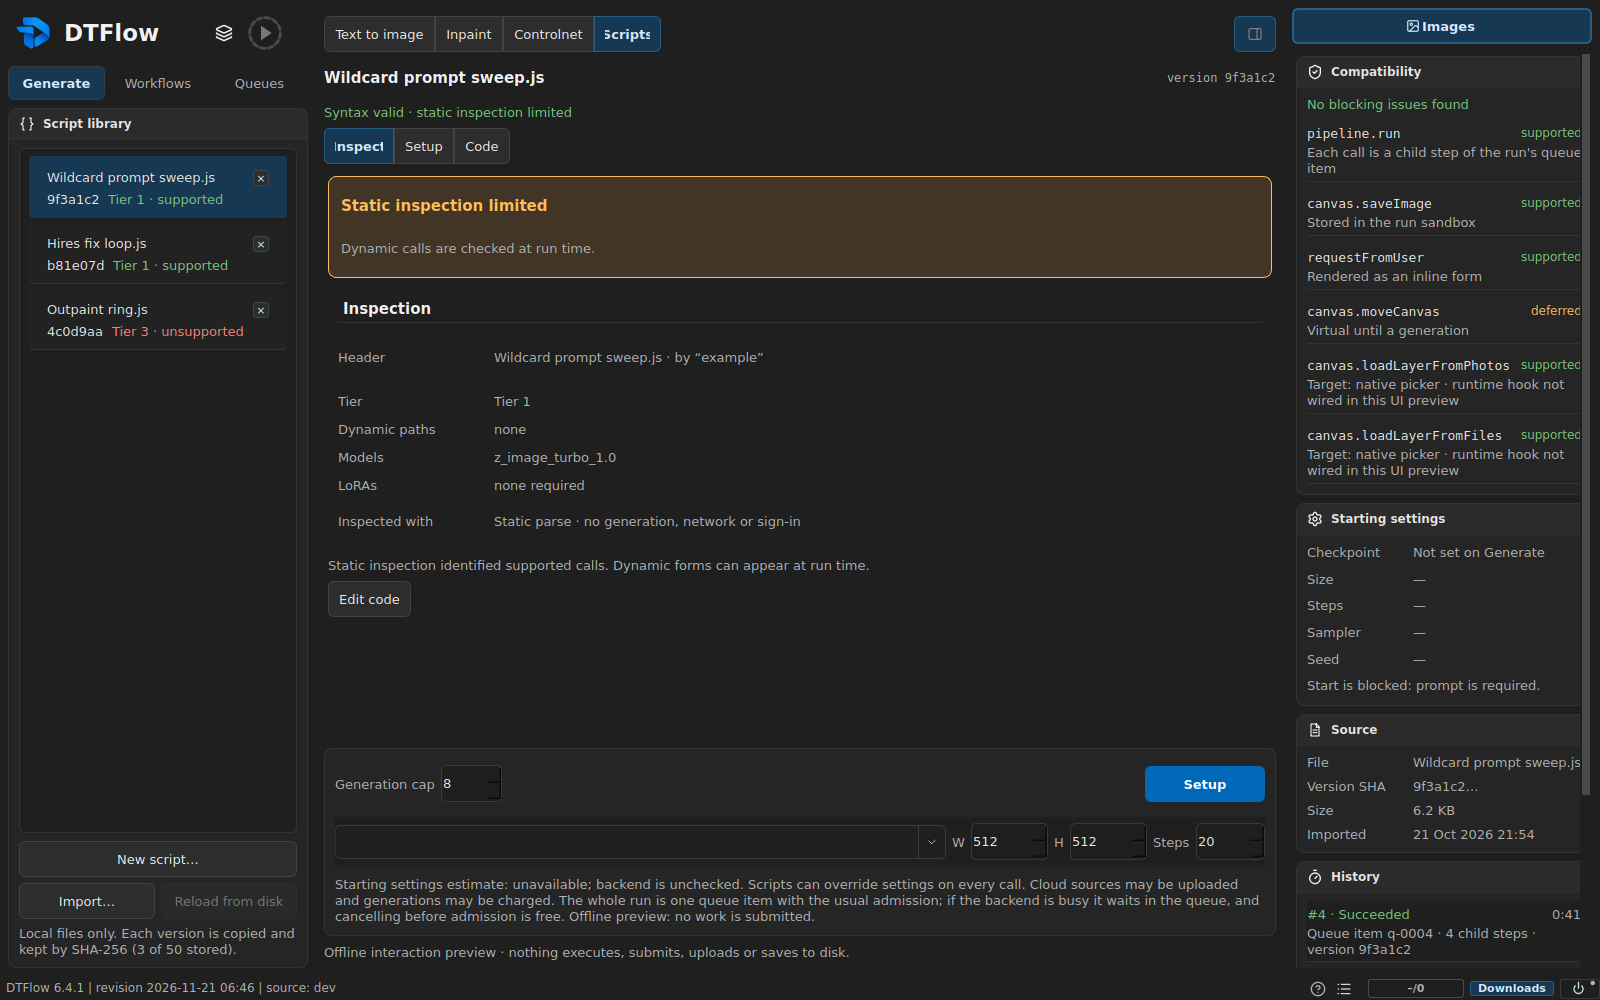 DTFlow
Generate
Workflows
Queues
Script library
Wildcard prompt sweep.js
9f3a1c2 Tier 1 · supported
Hires fix loop.js
b81e07d Tier 1 · supported
Outpaint ring.js
4c0d9aa Tier 3 · unsupported
New script...
Import...
Reload from disk
Local files only. Each version is copied and
kept by SHA-256 (3 of 50 stored).
Text to image
Inpaint
Controlnet
Scripts
Wildcard prompt sweep.js
version 9f3a1c2
Syntax valid · static inspection limited
Inspect
Setup
Code
Static inspection limited
Dynamic calls are checked at run time.
Inspection
Header Wildcard prompt sweep.js · by “example”
Tier Tier 1
Dynamic paths none
Models z_image_turbo_1.0
LoRAs none required
Inspected with Static parse · no generation, network or sign-in
Static inspection identified supported calls. Dynamic forms can appear at run time.
Edit code
Generation cap 8
Setup
W 512 H 512 Steps 20
Starting settings estimate: unavailable; backend is unchecked. Scripts can override settings on every call. Cloud sources may be uploaded
and generations may be charged. The whole run is one queue item with the usual admission; if the backend is busy it waits in the queue, and
cancelling before admission is free. Offline preview: no work is submitted.
Offline interaction preview · nothing executes, submits, uploads or saves to disk.
Images
Compatibility
No blocking issues found
pipeline.run supported
Each call is a child step of the run's queue
item
canvas.saveImage supported
Stored in the run sandbox
requestFromUser supported
Rendered as an inline form
canvas.moveCanvas deferred
Virtual until a generation
canvas.loadLayerFromPhotos supported
Target: native picker · runtime hook not
wired in this UI preview
canvas.loadLayerFromFiles supported
Target: native picker · runtime hook not
wired in this UI preview
Starting settings
Checkpoint Not set on Generate
Size —
Steps —
Sampler —
Seed —
Start is blocked: prompt is required.
Source
File Wildcard prompt sweep.js
Version SHA 9f3a1c2...
Size 6.2 KB
Imported 21 Oct 2026 21:54
History
#4 · Succeeded 0:41
Queue item q-0004 · 4 child steps ·
version 9f3a1c2
DTFlow 6.4.1 | revision 2026-11-21 06:46 | source: dev
-/0
Downloads